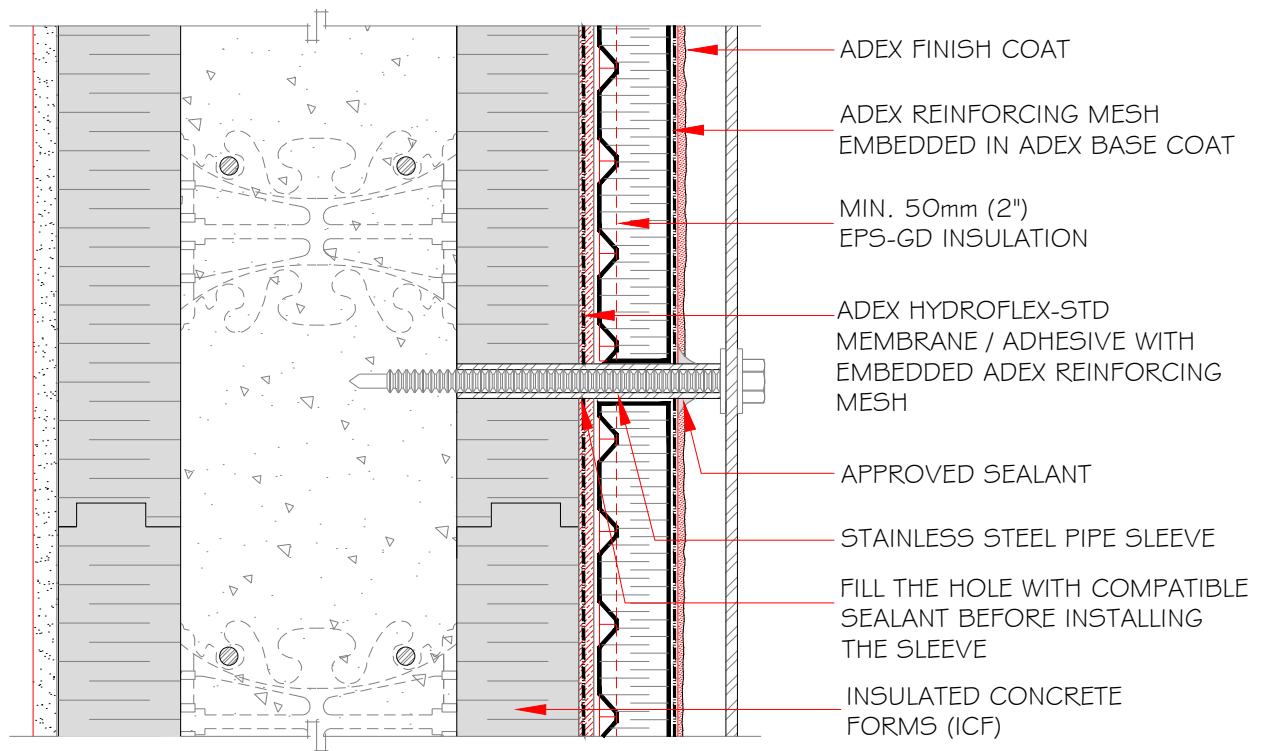 ADEX FINISH COAT
ADEX REINFORCING MESH
EMBEDDED IN ADEX BASE COAT
MIN. 50mm (2")
EPS-GD INSULATION
ADEX HYDROFLEX-STD
MEMBRANE / ADHESIVE WITH
EMBEDDED ADEX REINFORCING
MESH
APPROVED SEALANT
STAINLESS STEEL PIPE SLEEVE
FILL THE HOLE WITH COMPATIBLE
SEALANT BEFORE INSTALLING
THE SLEEVE
INSULATED CONCRETE
FORMS (ICF)